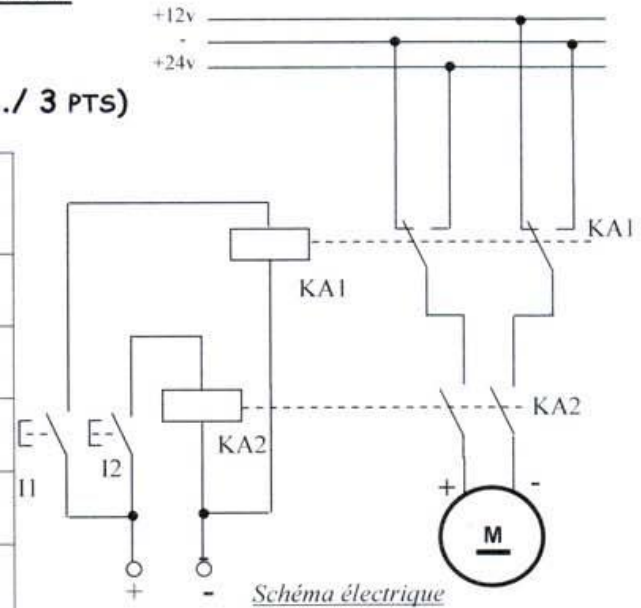 +12v
-
+24v
./ 3 PTS)
KA1
KA1
KA2
KA2
I1
I2
+ -
M
+ -
Schéma électrique